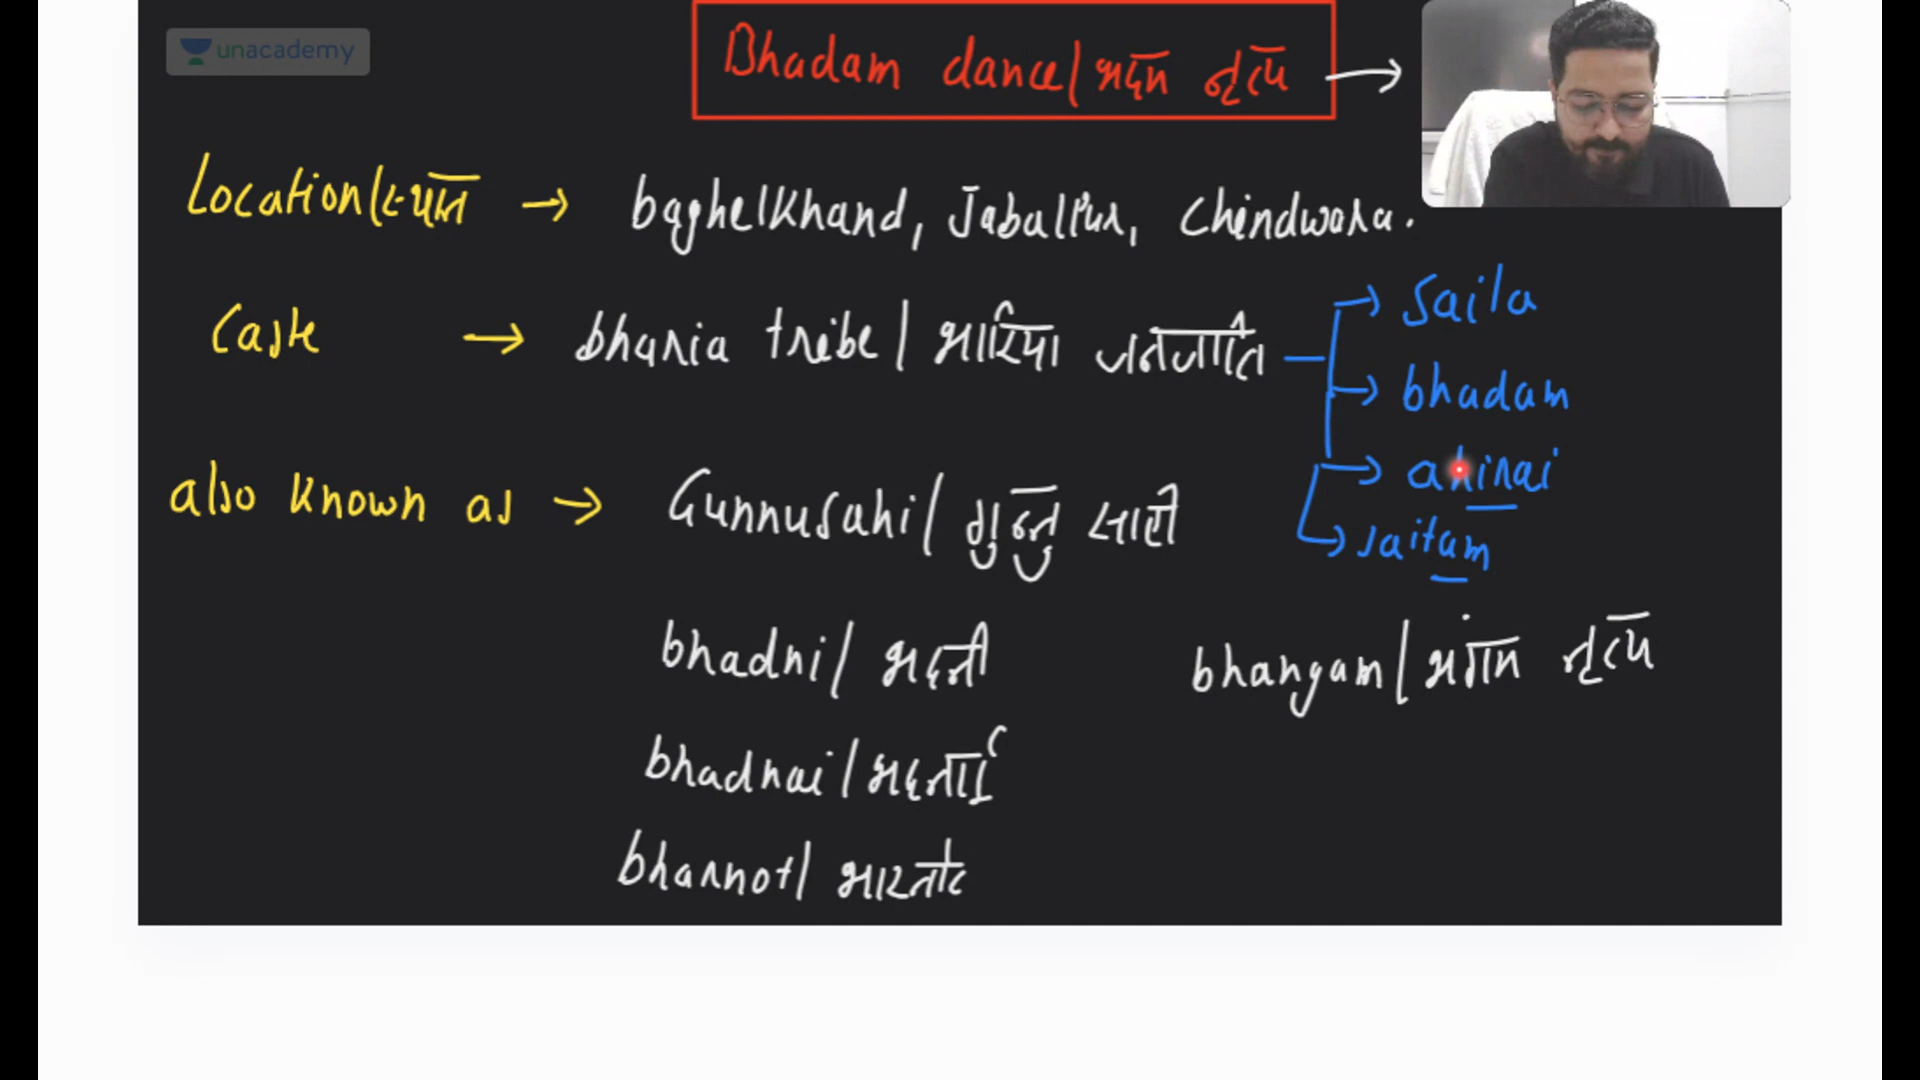 unacademy
Bhadam dance/भदम नृत्य →
Location/स्थान → baghelkhand, Jabalpur, Chindwara.
Caste → bharia tribe/ भारिया जनजाति
→ Saila
→ bhadam
→ ahirai
→ saitam
also known as → Gunnusahi/ गुन्नु साही
bhadni/ भदनी
bhangam/ भंगम नृत्य
bhadnai/ भदनाई
bharnot/ भारनोट